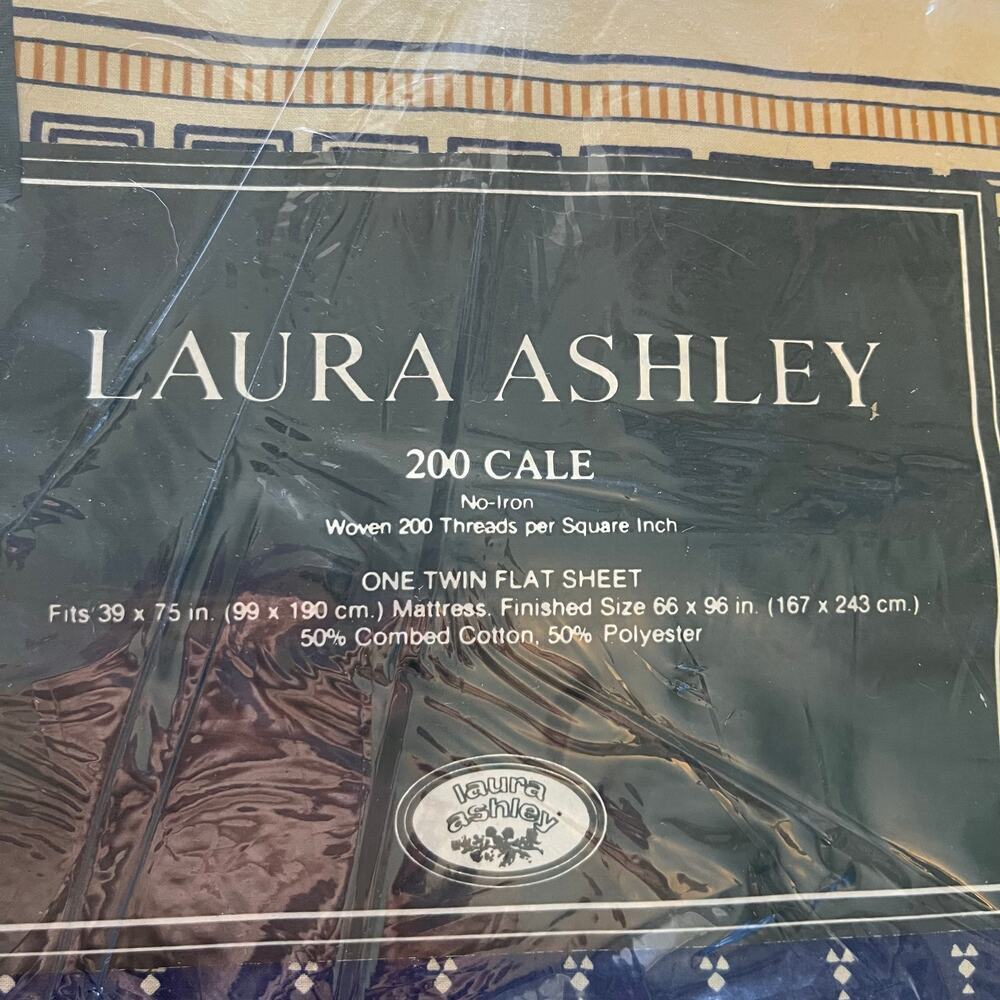 LAURA ASHLEY
200 CALE
No-Iron
Woven 200 Threads per Square Inch
ONE TWIN FLAT SHEET
Fits 39 x 75 in. (99 x 190 cm.) Mattress. Finished Size 66 x 96 in. (167 x 243 cm.)
50% Combed Cotton, 50% Polyester
laura
ashley